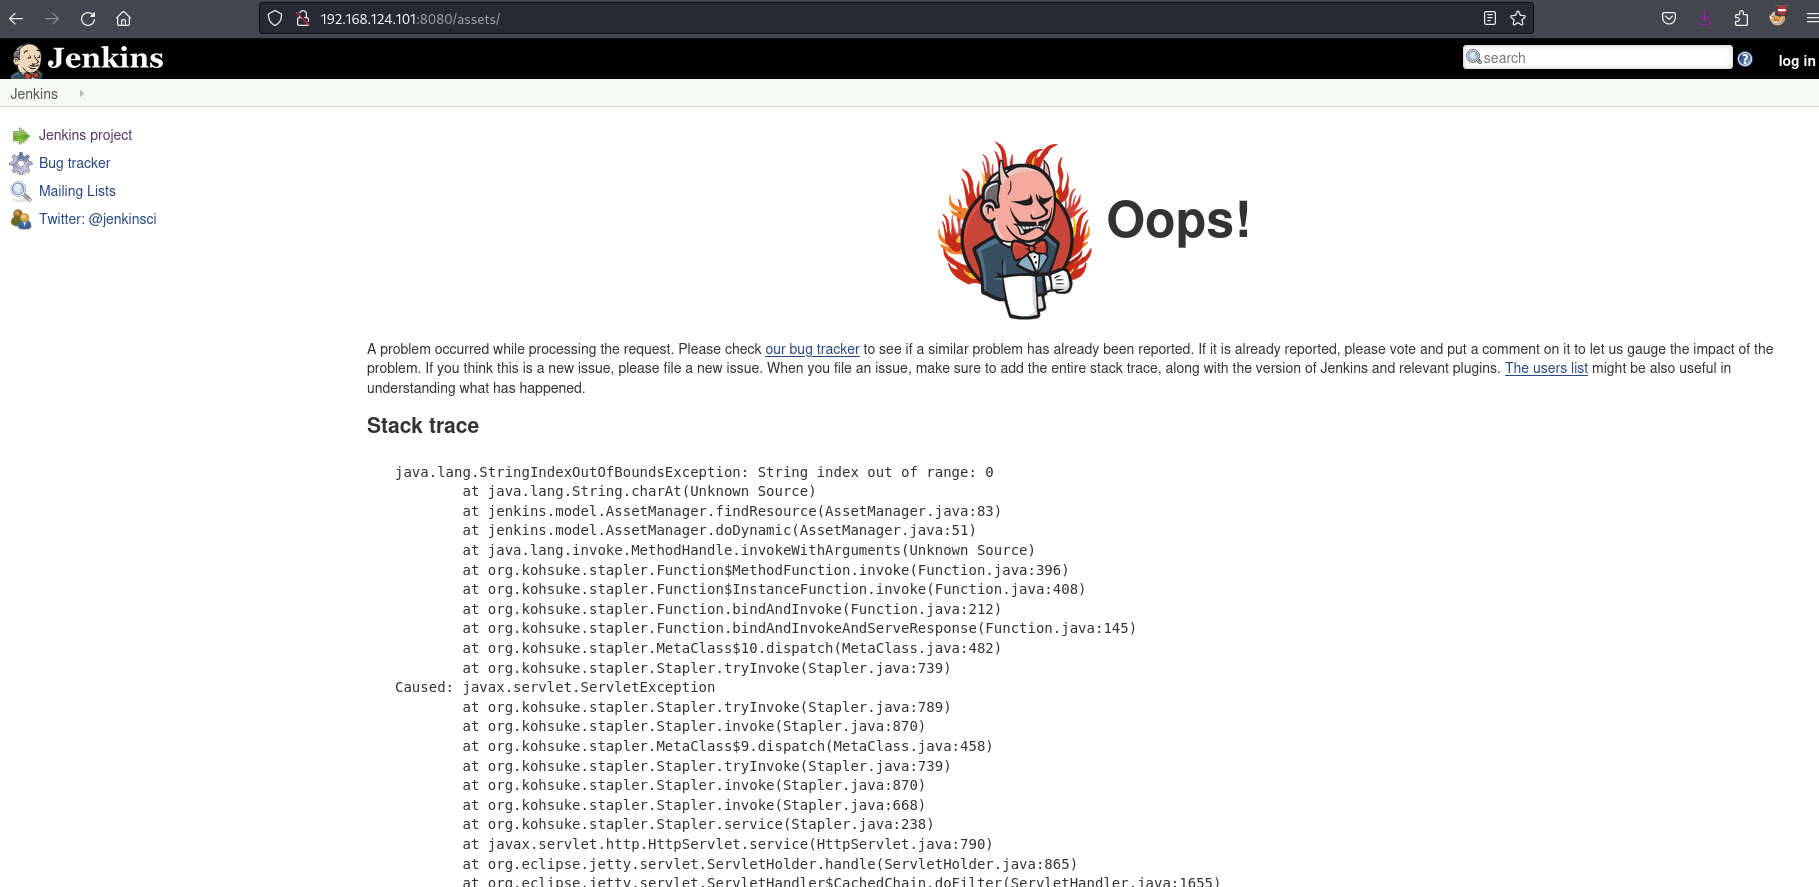 192.168.124.101:8080/assets/
Jenkins
search
log in
Jenkins
Jenkins project
Bug tracker
Mailing Lists
Twitter: @jenkinsci
Oops!
A problem occurred while processing the request. Please check our bug tracker to see if a similar problem has already been reported. If it is already reported, please vote and put a comment on it to let us gauge the impact of the
problem. If you think this is a new issue, please file a new issue. When you file an issue, make sure to add the entire stack trace, along with the version of Jenkins and relevant plugins. The users list might be also useful in
understanding what has happened.
Stack trace
java.lang.StringIndexOutOfBoundsException: String index out of range: 0
at java.lang.String.charAt(Unknown Source)
at jenkins.model.AssetManager.findResource(AssetManager.java:83)
at jenkins.model.AssetManager.doDynamic(AssetManager.java:51)
at java.lang.invoke.MethodHandle.invokeWithArguments(Unknown Source)
at org.kohsuke.stapler.Function$MethodFunction.invoke(Function.java:396)
at org.kohsuke.stapler.Function$InstanceFunction.invoke(Function.java:408)
at org.kohsuke.stapler.Function.bindAndInvoke(Function.java:212)
at org.kohsuke.stapler.Function.bindAndInvokeAndServeResponse(Function.java:145)
at org.kohsuke.stapler.MetaClass$10.dispatch(MetaClass.java:482)
at org.kohsuke.stapler.Stapler.tryInvoke(Stapler.java:739)
Caused: javax.servlet.ServletException
at org.kohsuke.stapler.Stapler.tryInvoke(Stapler.java:789)
at org.kohsuke.stapler.Stapler.invoke(Stapler.java:870)
at org.kohsuke.stapler.MetaClass$9.dispatch(MetaClass.java:458)
at org.kohsuke.stapler.Stapler.tryInvoke(Stapler.java:739)
at org.kohsuke.stapler.Stapler.invoke(Stapler.java:870)
at org.kohsuke.stapler.Stapler.invoke(Stapler.java:668)
at org.kohsuke.stapler.Stapler.service(Stapler.java:238)
at javax.servlet.http.HttpServlet.service(HttpServlet.java:790)
at org.eclipse.jetty.servlet.ServletHolder.handle(ServletHolder.java:865)
at org.eclipse.jetty.servlet.ServletHandler$CachedChain.doFilter(ServletHandler.java:1655)